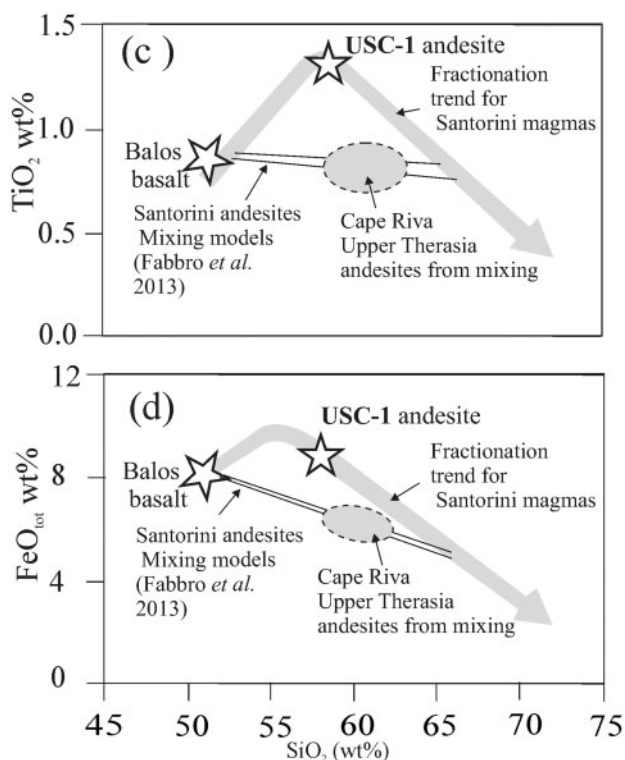 1.5
(c)
USC-1 andesite
Fractionation
trend for
Santorini magmas
TiO2 wt%
1.0
Balos
basalt
Santorini andesites
Mixing models
(Fabbro et al.
2013)
Cape Riva
Upper Therasia
andesites from mixing
0.5
0.0
12
(d)
USC-1 andesite
Fractionation
trend for
Santorini magmas
FeOtot wt%
8
Balos
basalt
Santorini andesites
Mixing models
(Fabbro et al.
2013)
Cape Riva
Upper Therasia
andesites from mixing
4
0
45 50 55 60 65 72 75
SiO2 (wt%)